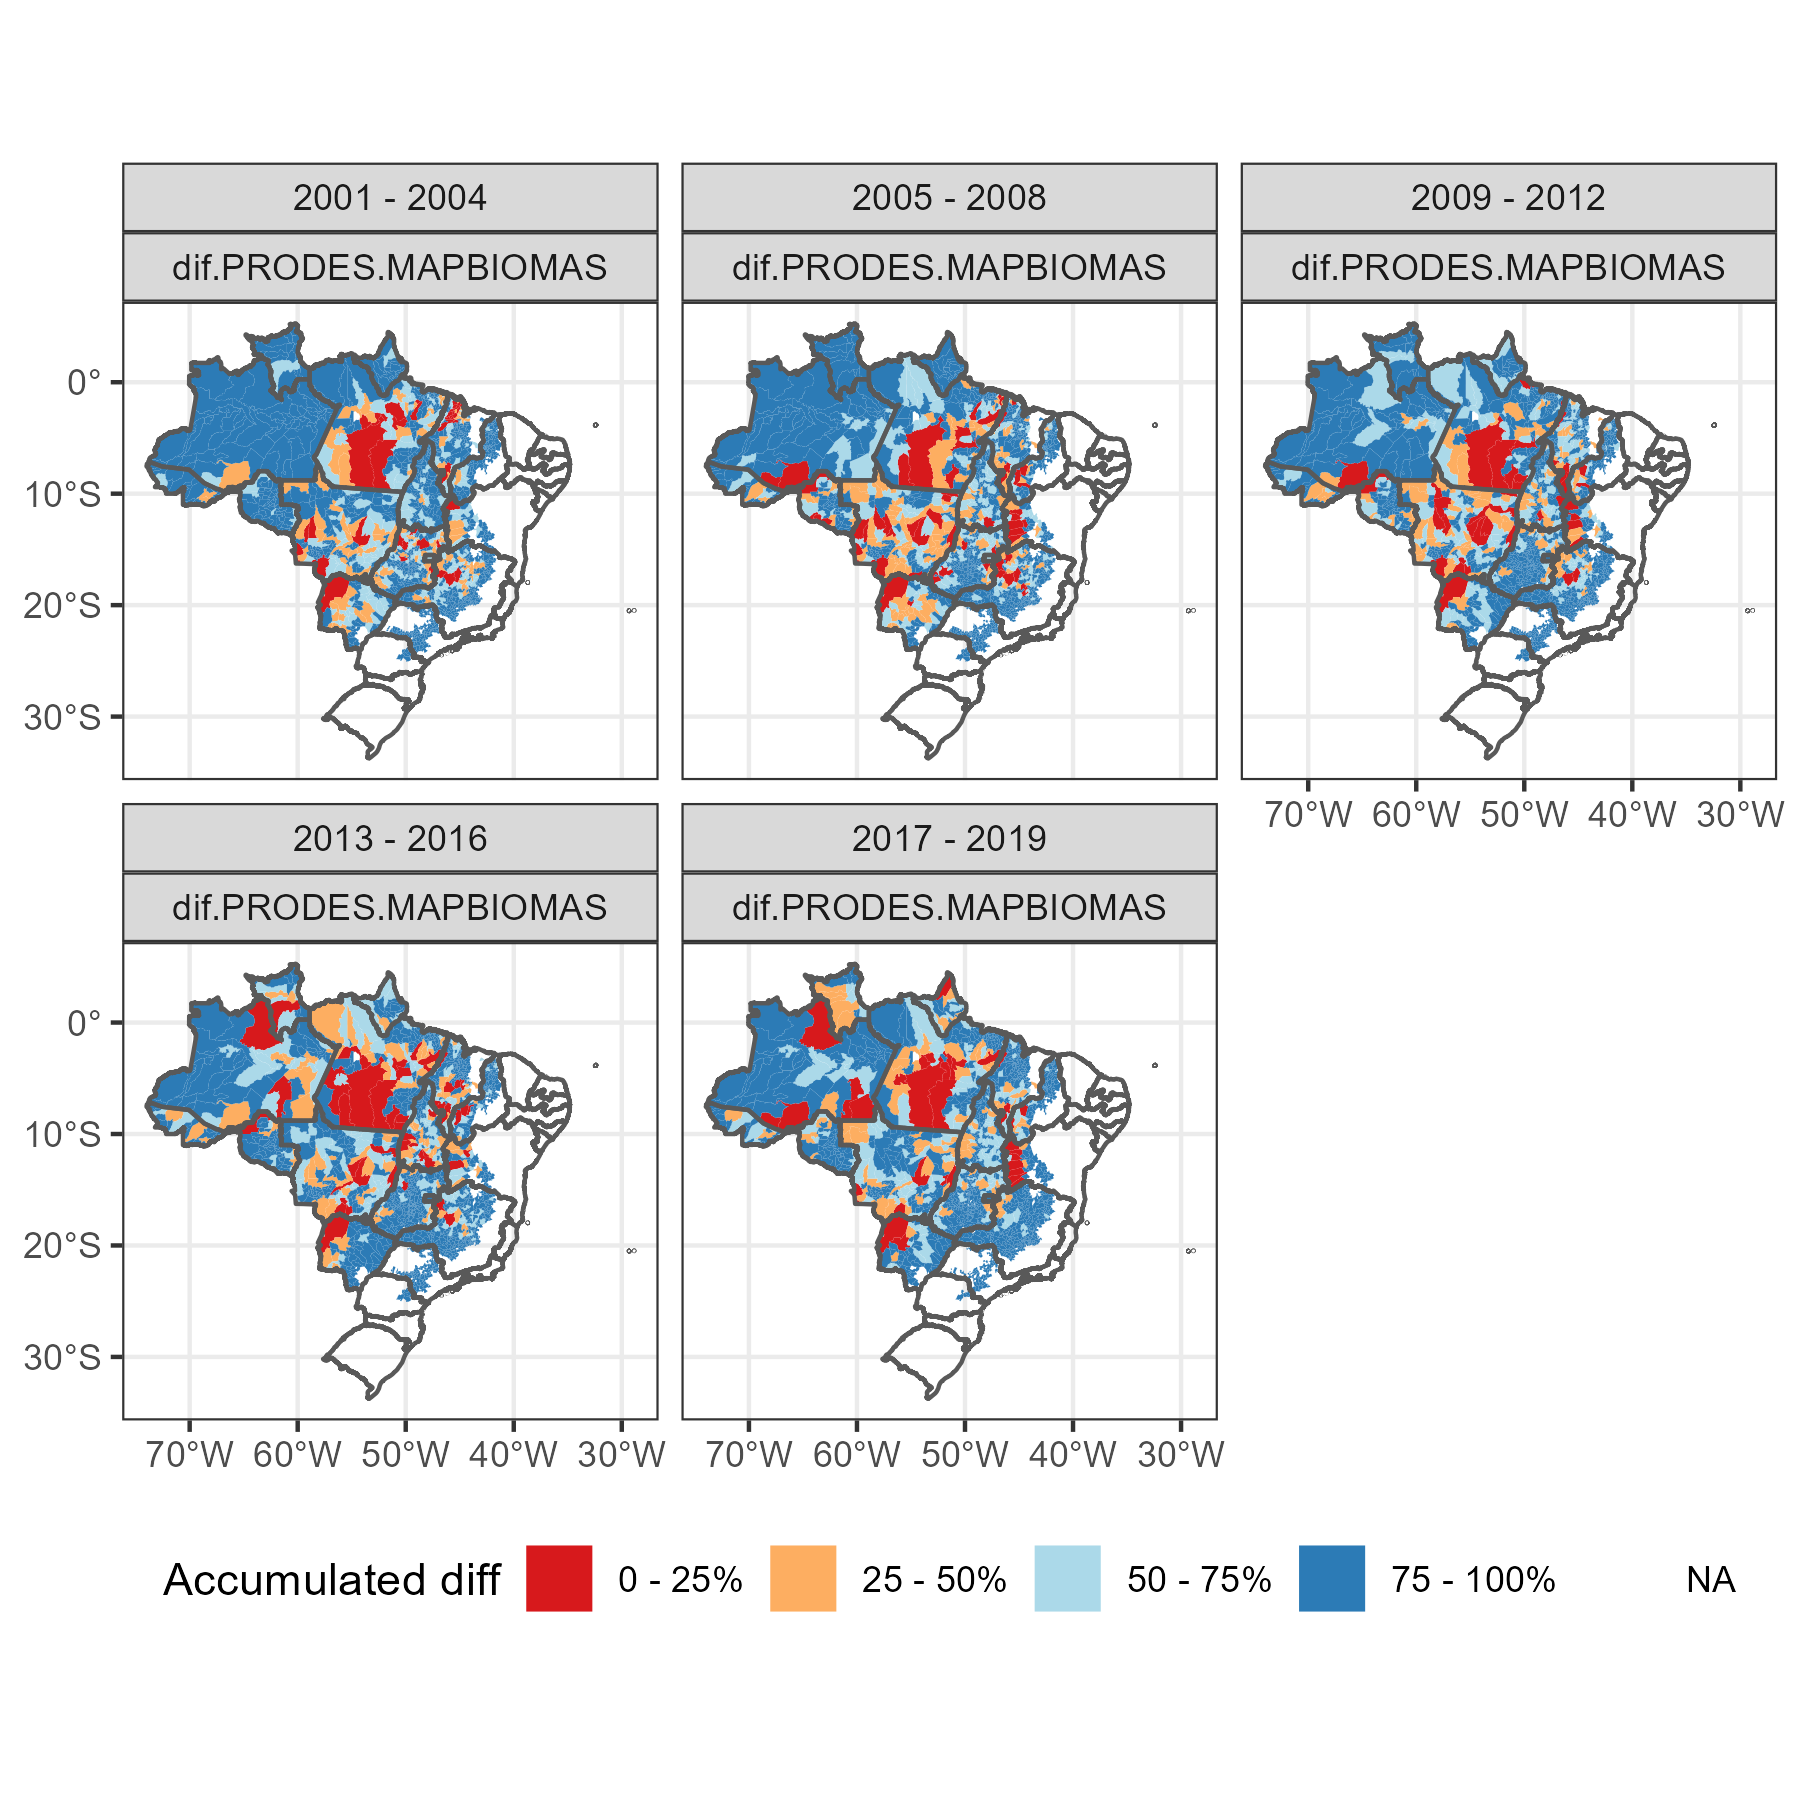 2001 - 2004
2005 - 2008
2009 - 2012
dif.PRODES.MAPBIOMAS
dif.PRODES.MAPBIOMAS
dif.PRODES.MAPBIOMAS
0°
10°S
20°S
30°S
70°W 60°W 50°W 40°W 30°W
2013 - 2016
2017 - 2019
dif.PRODES.MAPBIOMAS
dif.PRODES.MAPBIOMAS
0°
10°S
20°S
30°S
70°W 60°W 50°W 40°W 30°W
70°W 60°W 50°W 40°W 30°W
Accumulated diff 0 - 25% 25 - 50% 50 - 75% 75 - 100% NA